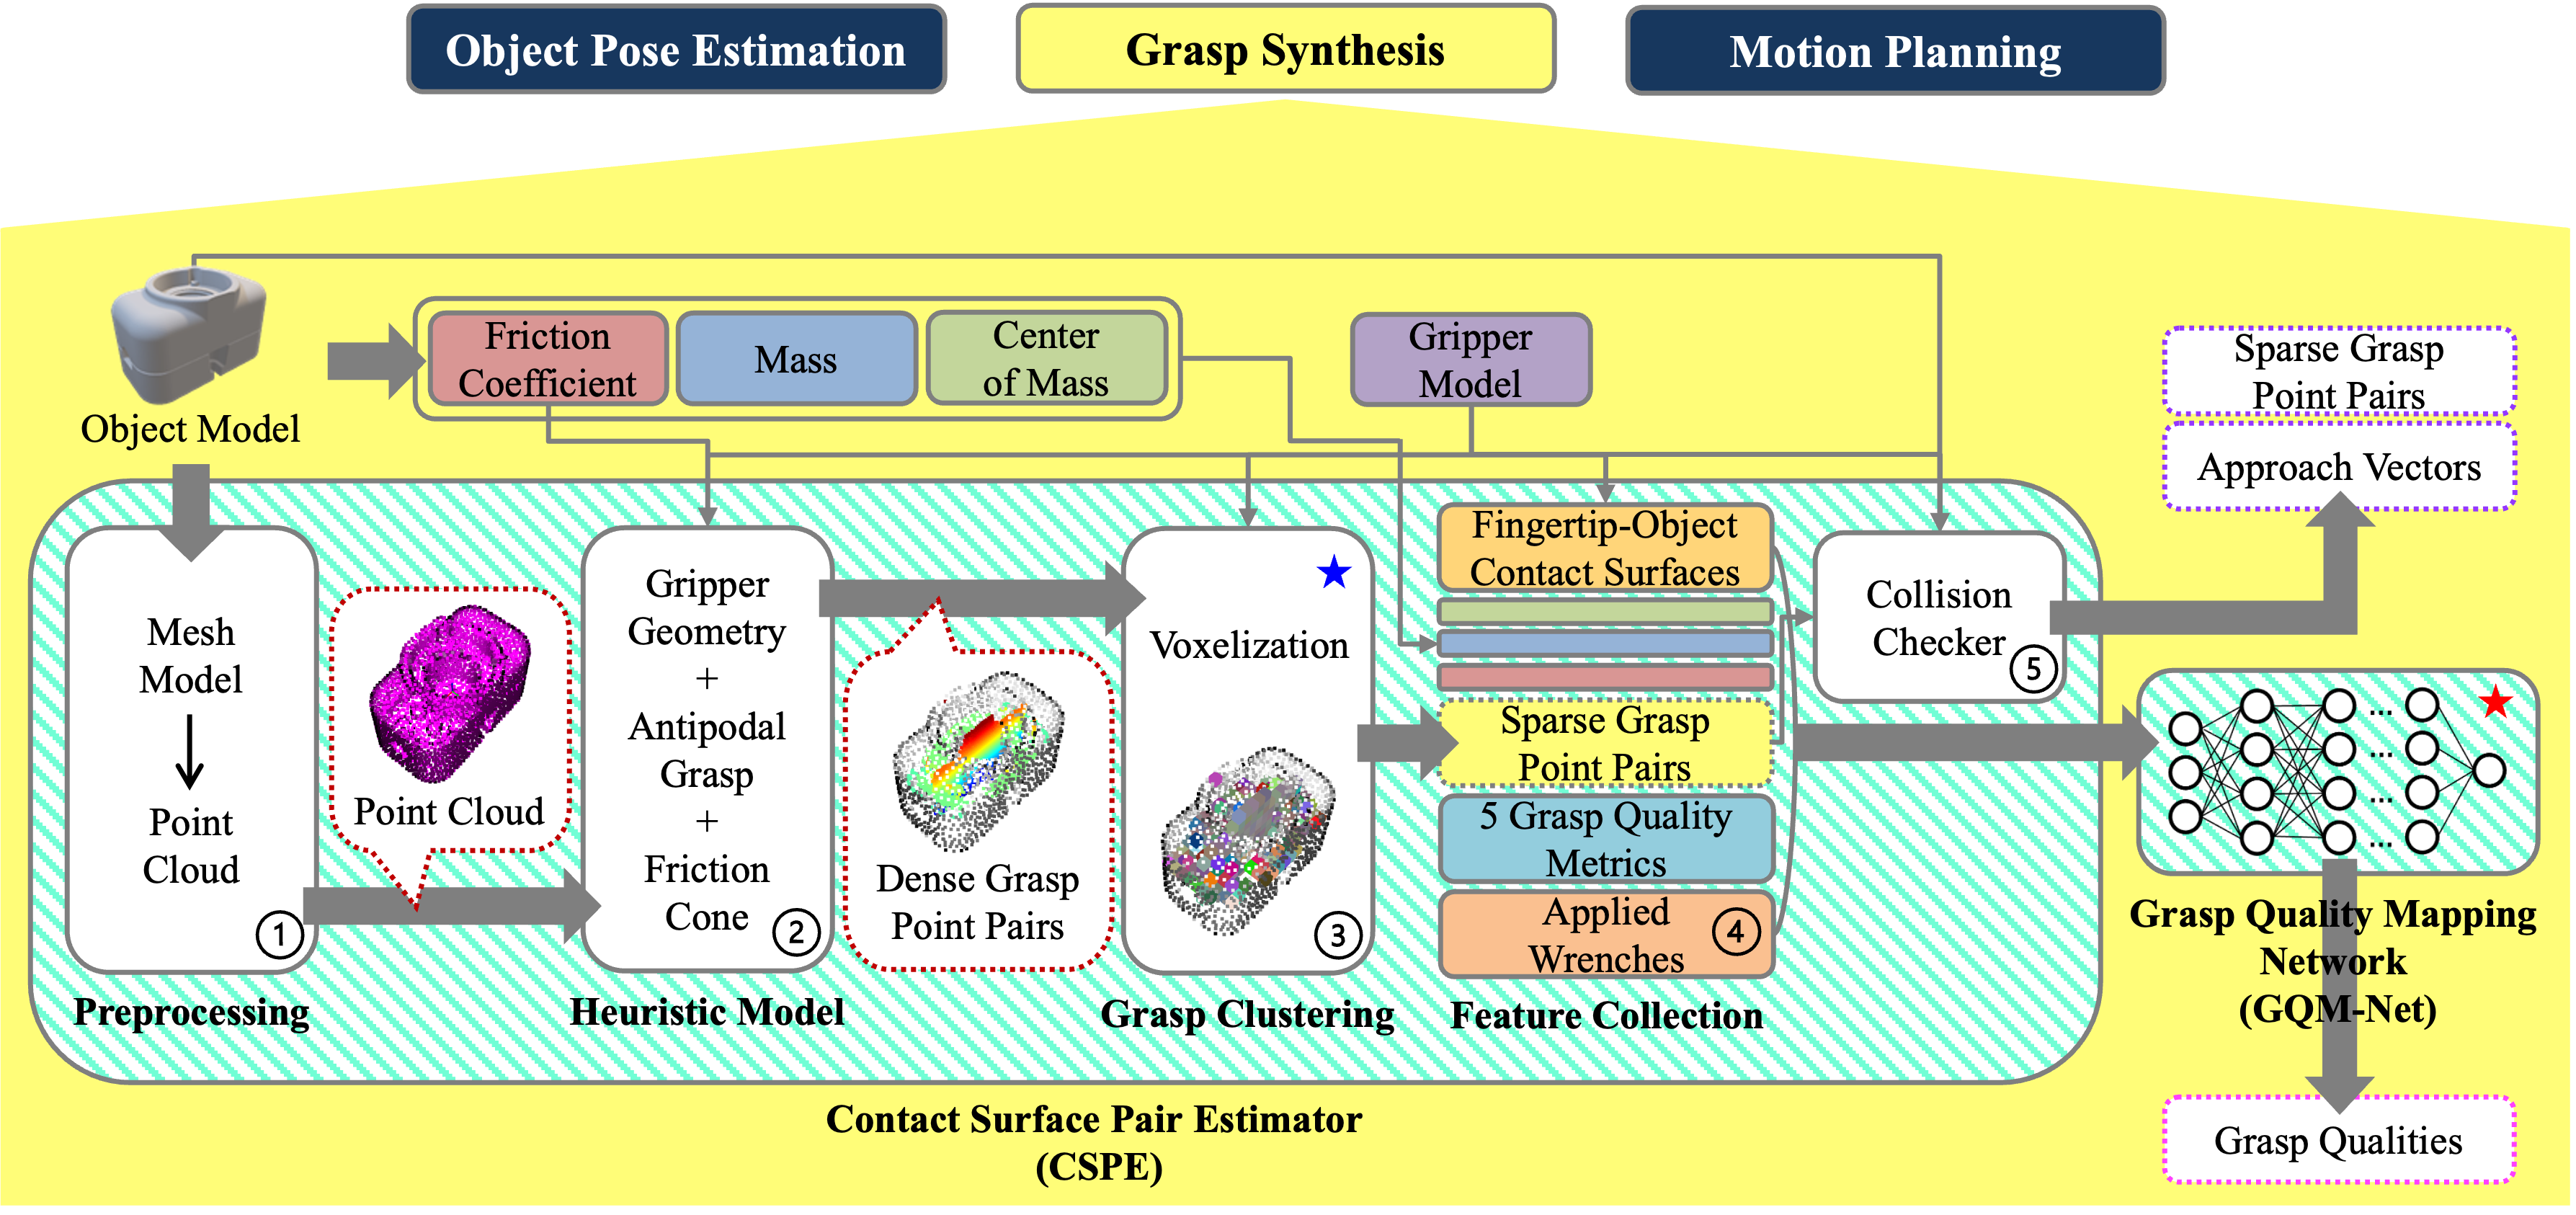 Object Pose Estimation
Grasp Synthesis
Motion Planning
Object Model
Friction
Coefficient
Mass
Center
of Mass
Gripper
Model
Sparse Grasp
Point Pairs
Approach Vectors
Mesh
Model
Point
Cloud
1
Preprocessing
Point Cloud
Gripper
Geometry
+
Antipodal
Grasp
+
Friction
Cone
2
Heuristic Model
Dense Grasp
Point Pairs
Voxelization
3
Grasp Clustering
Fingertip-Object
Contact Surfaces
Sparse Grasp
Point Pairs
5 Grasp Quality
Metrics
Applied
Wrenches
4
Feature Collection
Collision
Checker
5
...
...
...
...
Grasp Quality Mapping
Network
(GQM-Net)
Grasp Qualities
Contact Surface Pair Estimator
(CSPE)